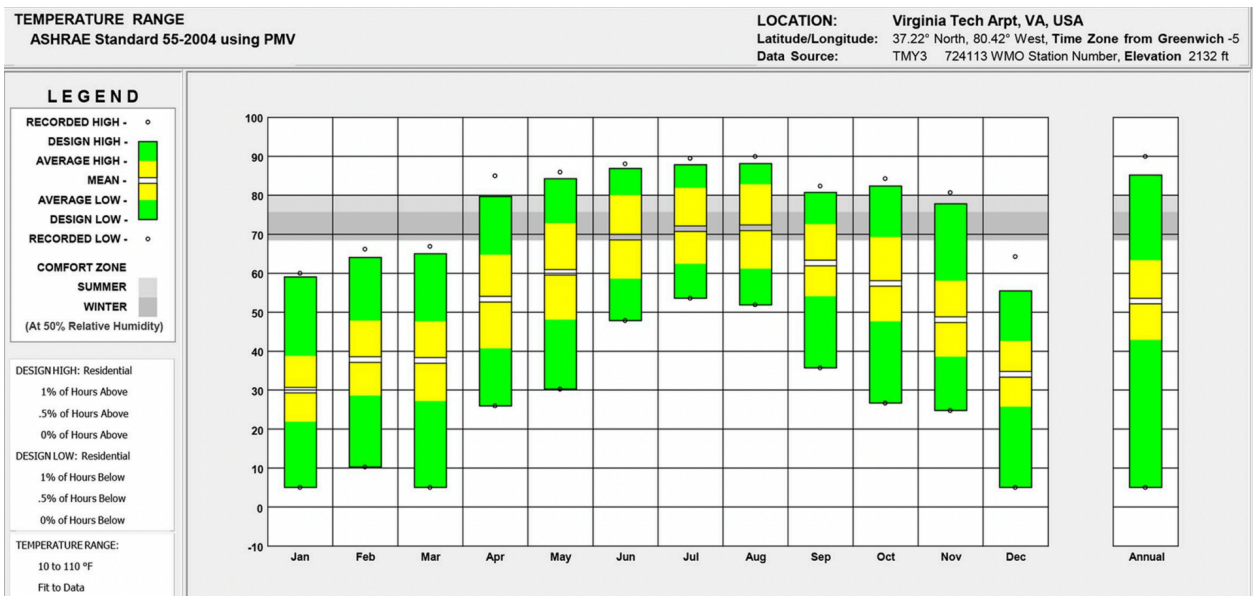 TEMPERATURE RANGE
ASHRAE Standard 55-2004 using PMV
LOCATION: Virginia Tech Arpt, VA, USA
Latitude/Longitude: 37.22° North, 80.42° West, Time Zone from Greenwich -5
Data Source: TMY3 724113 WMO Station Number, Elevation 2132 ft
LEGEND
RECORDED HIGH -
DESIGN HIGH -
AVERAGE HIGH -
MEAN -
AVERAGE LOW -
DESIGN LOW -
RECORDED LOW -
COMFORT ZONE
SUMMER
WINTER
(At 50% Relative Humidity)
DESIGN HIGH: Residential
1% of Hours Above
.5% of Hours Above
0% of Hours Above
DESIGN LOW: Residential
1% of Hours Below
.5% of Hours Below
0% of Hours Below
TEMPERATURE RANGE:
10 to 110 °F
Fit to Data
100
90
80
70
60
50
40
30
20
10
0
-10
Jan Feb Mar Apr May Jun Jul Aug Sep Oct Nov Dec Annual